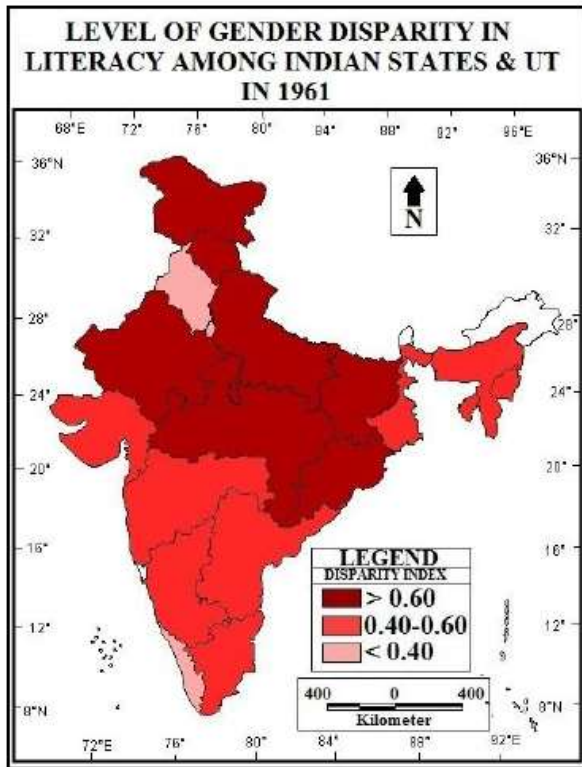 LEVEL OF GENDER DISPARITY IN
LITERACY AMONG INDIAN STATES & UT
IN 1961
68°E 72° 76° 80° 84° 88° 92° 96°E
36°N 36°N
N
32° 32°
28° 28°
24° 24°
20° 20°
16° 16°
LEGEND
DISPARITY INDEX
> 0.60
12° 0.40-0.60 12°
< 0.40
400 0 400
8°N 8°N
Kilometer
72°E 76° 80° 84° 88° 92°E